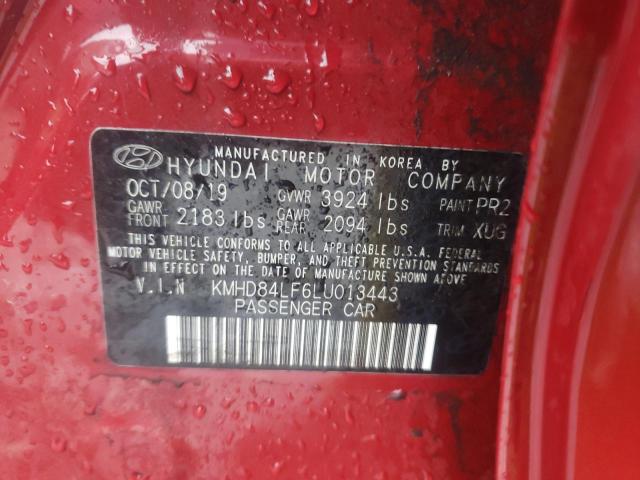 MANUFACTURED IN KOREA BY
HYUNDAI MOTOR COMPANY
OCT/08/19 GVWR 3924 lbs PAINT PR2
GAWR FRONT 2183 lbs GAWR REAR 2094 lbs TRIM XUG
THIS VEHICLE CONFORMS TO ALL APPLICABLE U.S.A. FEDERAL
MOTOR VEHICLE SAFETY, BUMPER, AND THEFT PREVENTION STANDARDS
IN EFFECT ON THE DATE OF MANUFACTURE SHOWN ABOVE.
V.I.N KMHD84LF6LU013443
PASSENGER CAR